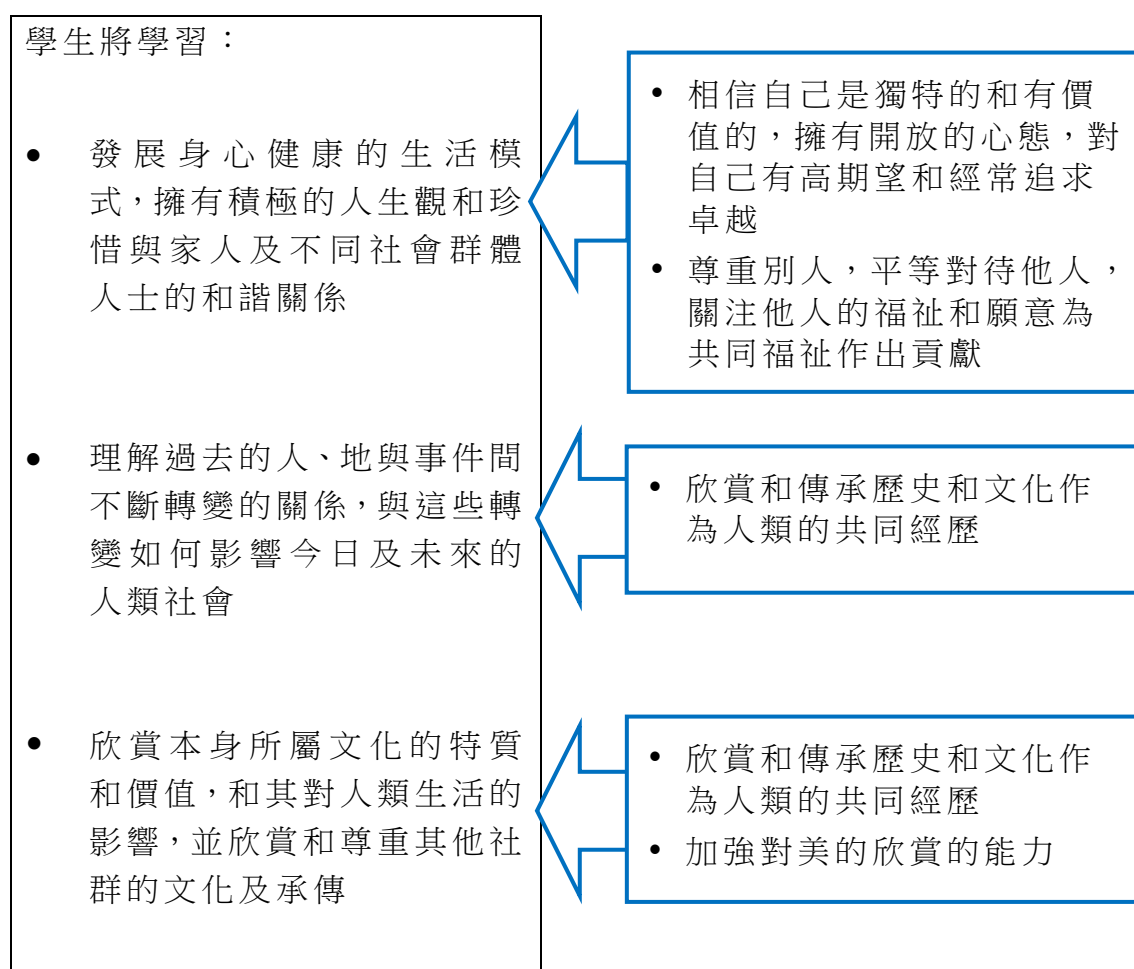 學生將學習：
● 發展身心健康的生活模
式，擁有積極的人生觀和珍
惜與家人及不同社會群體
人士的和諧關係
• 相信自己是獨特的和有價
值的，擁有開放的心態，對
自己有高期望和經常追求
卓越
• 尊重別人，平等對待他人，
關注他人的福祉和願意為
共同福祉作出貢獻
● 理解過去的人、地與事件間
不斷轉變的關係，與這些轉
變如何影響今日及未來的
人類社會
• 欣賞和傳承歷史和文化作
為人類的共同經歷
● 欣賞本身所屬文化的特質
和價值，和其對人類生活的
影響，並欣賞和尊重其他社
群的文化及承傳
• 欣賞和傳承歷史和文化作
為人類的共同經歷
• 加強對美的欣賞的能力